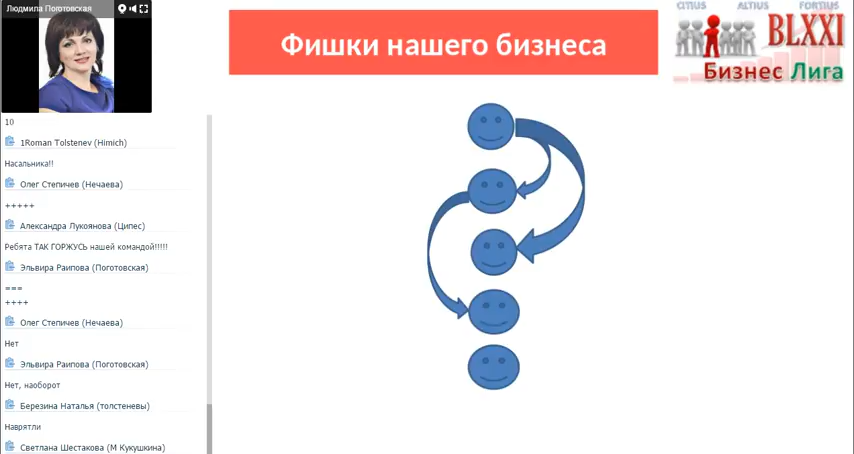 Людмила Поготовская
Фишки нашего бизнеса
CITIUS ALTIUS FORTIUS
BLXXI
Бизнес Лига
10
1Roman Tolstenev (Himich)
Насальника!!
Олег Степичев (Нечаева)
+++++
Александра Лукоянова (Ципес)
Ребята ТАК ГОРЖУСЬ нашей командой!!!!!
Эльвира Раипова (Поготовская)
===
++++
Олег Степичев (Нечаева)
Нет
Эльвира Раипова (Поготовская)
Нет, наоборот
Березина Наталья (толстеневы)
Наврятли
Светлана Шестакова (М Кукушкина)